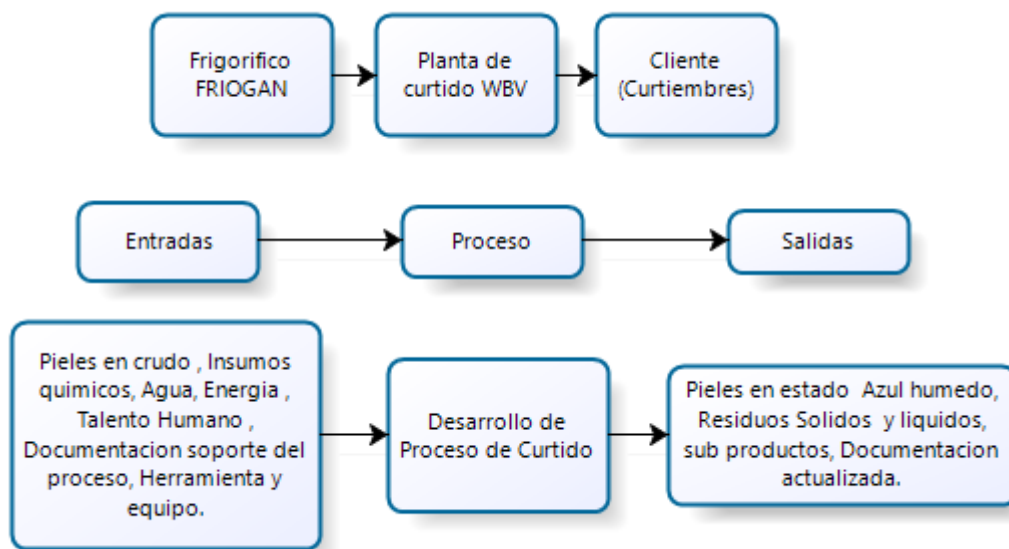 Frigorifico
FRIOGAN
Planta de
curtido WBV
Cliente
(Curtiembres)
Entradas
Proceso
Salidas
Pieles en crudo , Insumos
quimicos, Agua, Energia ,
Talento Humano ,
Documentacion soporte del
proceso, Herramienta y
equipo.
Desarrollo de
Proceso de Curtido
Pieles en estado Azul humedo,
Residuos Solidos y liquidos,
sub productos, Documentacion
actualizada.